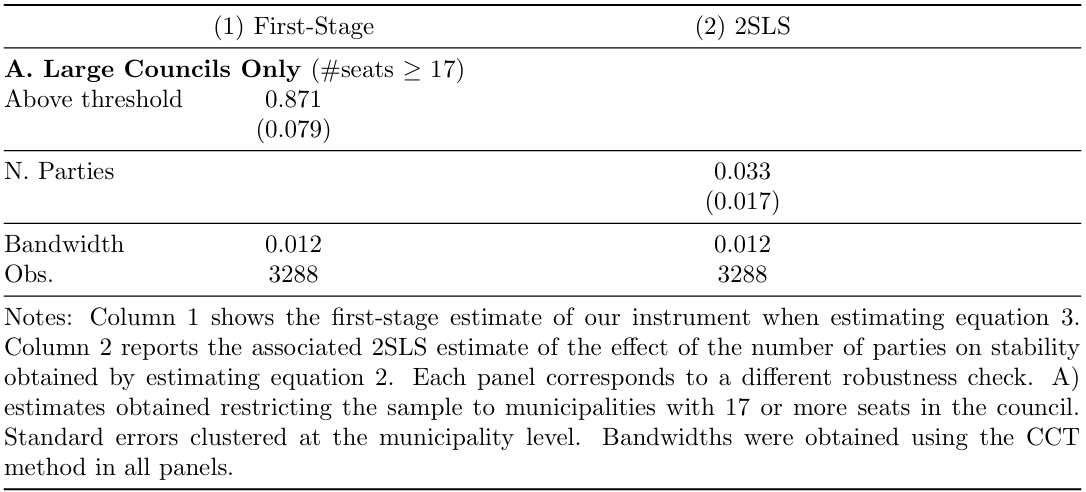 (1) First-Stage (2) 2SLS
A. Large Councils Only (#seats ≥ 17)
Above threshold 0.871
(0.079)
N. Parties 0.033
(0.017)
Bandwidth 0.012 0.012
Obs. 3288 3288
Notes: Column 1 shows the first-stage estimate of our instrument when estimating equation 3.
Column 2 reports the associated 2SLS estimate of the effect of the number of parties on stability
obtained by estimating equation 2. Each panel corresponds to a different robustness check. A)
estimates obtained restricting the sample to municipalities with 17 or more seats in the council.
Standard errors clustered at the municipality level. Bandwidths were obtained using the CCT
method in all panels.